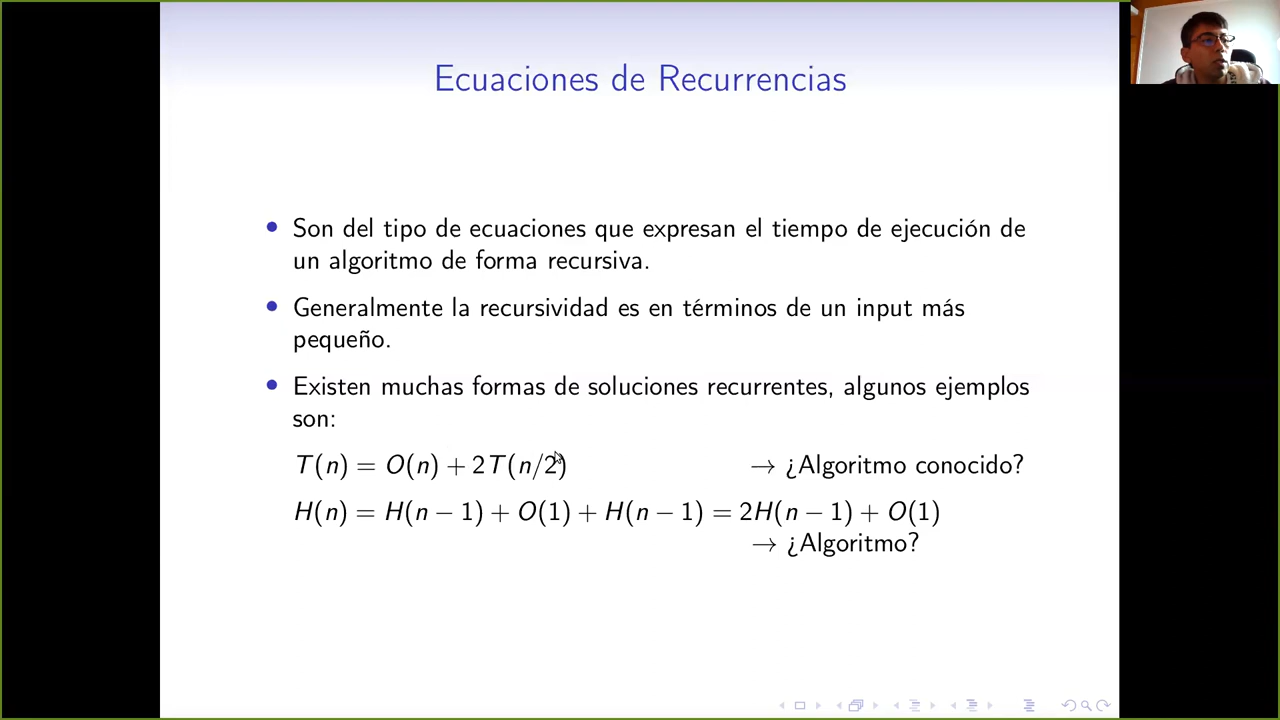 Ecuaciones de Recurrencias
Son del tipo de ecuaciones que expresan el tiempo de ejecución de
un algoritmo de forma recursiva.
Generalmente la recursividad es en términos de un input más
pequeño.
Existen muchas formas de soluciones recurrentes, algunos ejemplos
son:
T(n) = O(n) + 2T(n/2) → ¿Algoritmo conocido?
H(n) = H(n − 1) + O(1) + H(n − 1) = 2H(n − 1) + O(1)
→ ¿Algoritmo?